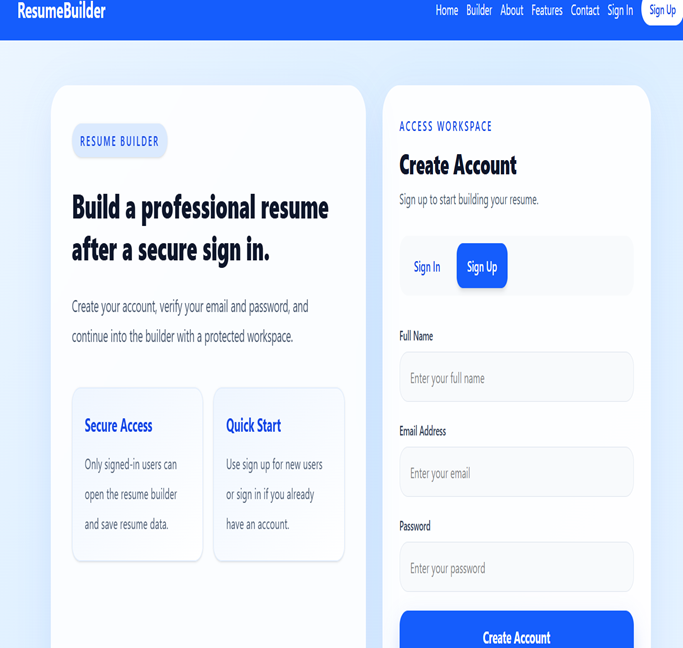 ResumeBuilder
Home Builder About Features Contact Sign In Sign Up
RESUME BUILDER
Build a professional resume
after a secure sign in.
Create your account, verify your email and password, and
continue into the builder with a protected workspace.
Secure Access
Only signed-in users can
open the resume builder
and save resume data.
Quick Start
Use sign up for new users
or sign in if you already
have an account.
ACCESS WORKSPACE
Create Account
Sign up to start building your resume.
Sign In Sign Up
Full Name
Enter your full name
Email Address
Enter your email
Password
Enter your password
Create Account